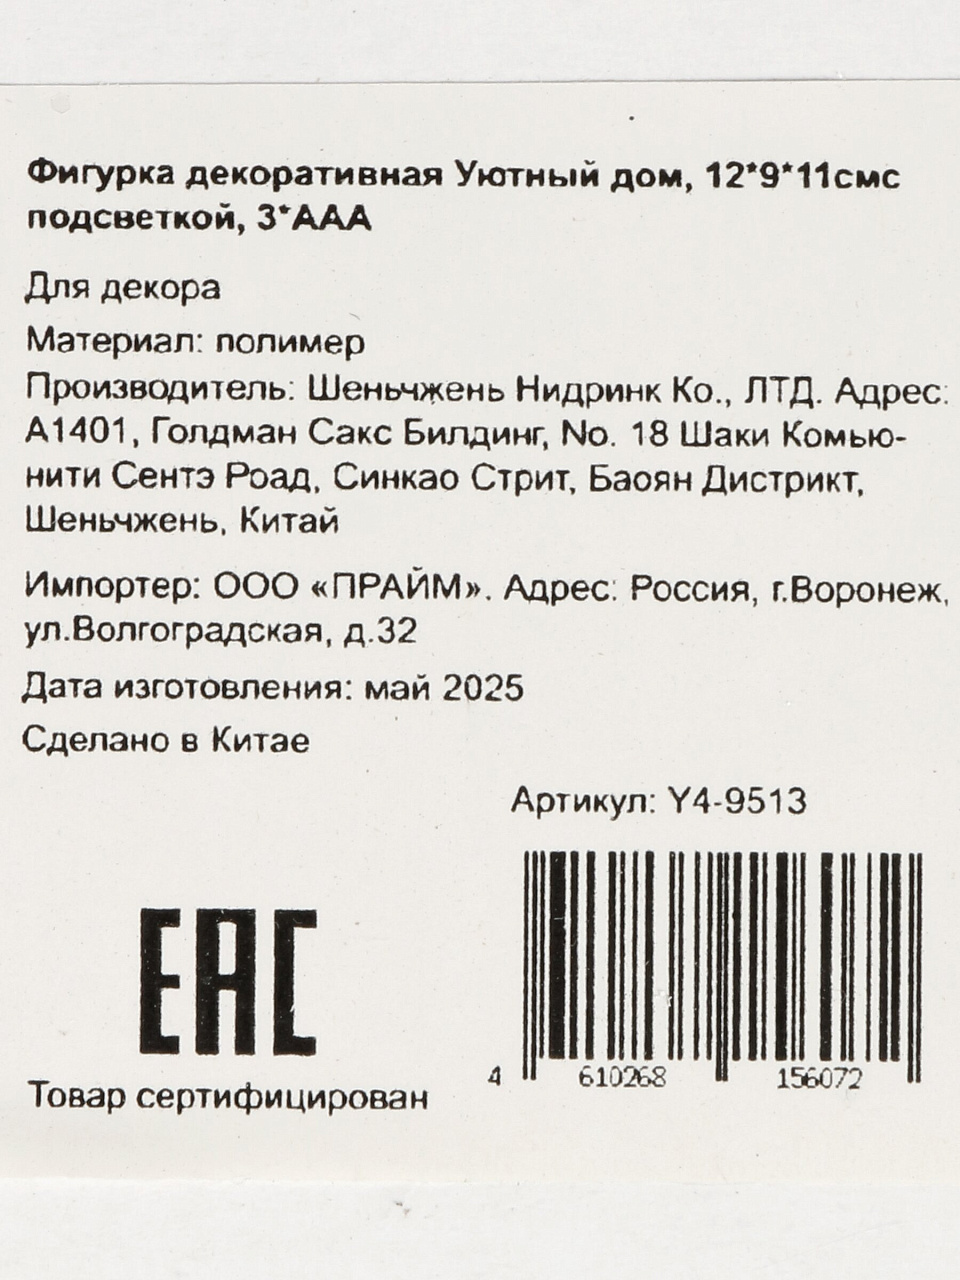 Фигурка декоративная Уютный дом, 12*9*11смс
подсветкой, 3*ААА
Для декора
Материал: полимер
Производитель: Шеньчжень Нидринк Ко., ЛТД. Адрес:
А1401, Голдман Сакс Билдинг, No. 18 Шаки Комью-
нити Сентэ Роад, Синкао Стрит, Баоян Дистрикт,
Шеньчжень, Китай
Импортер: ООО «ПРАЙМ». Адрес: Россия, г.Воронеж,
ул.Волгоградская, д.32
Дата изготовления: май 2025
Сделано в Китае
Артикул: Y4-9513
EAC
4 610268 156072
Товар сертифицирован